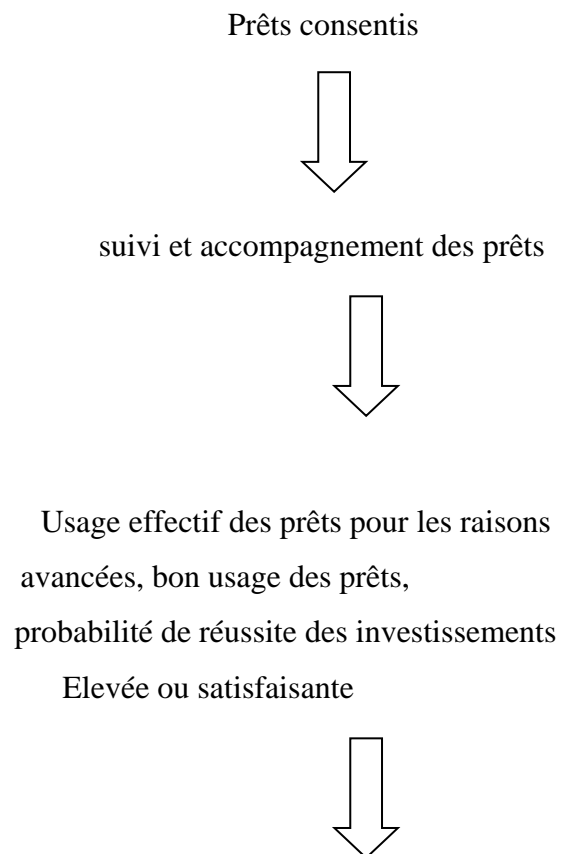 Prêts consentis
suivi et accompagnement des prêts
Usage effectif des prêts pour les raisons
avancées, bon usage des prêts,
probabilité de réussite des investissements
Elevée ou satisfaisante